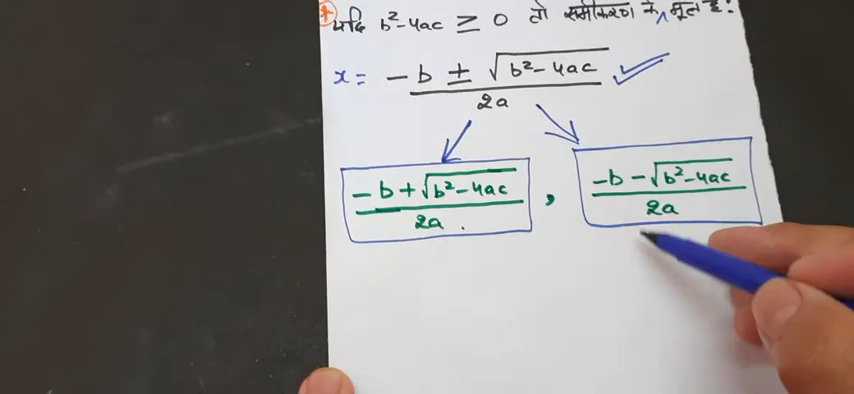 यदि b²-4ac ≥ 0 तो समीकरण के मूल हैं:
x = -b ± √b²-4ac ✓
2a
-b+√b²-4ac , -b-√b²-4ac
2a . 2a